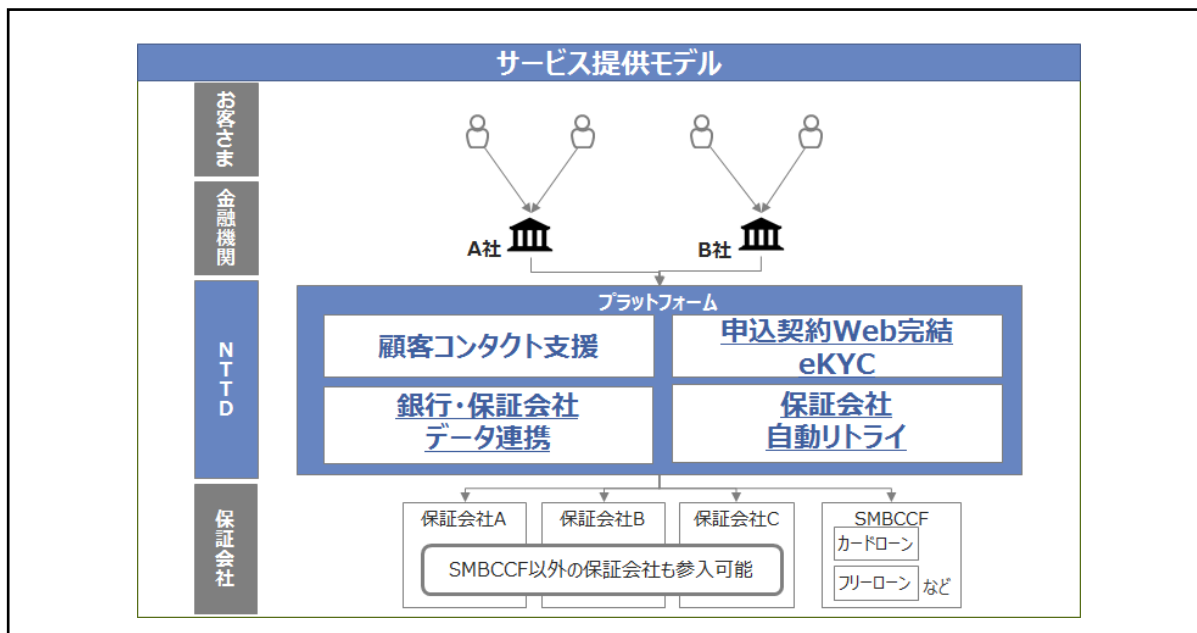 サービス提供モデル
お客さま
金融機関
A社
B社
NTTD
プラットフォーム
顧客コンタクト支援
申込契約Web完結
eKYC
銀行・保証会社
データ連携
保証会社
自動リトライ
保証会社
保証会社A
保証会社B
保証会社C
SMBCCF
カードローン
SMBCCF以外の保証会社も参入可能
フリーローン
など